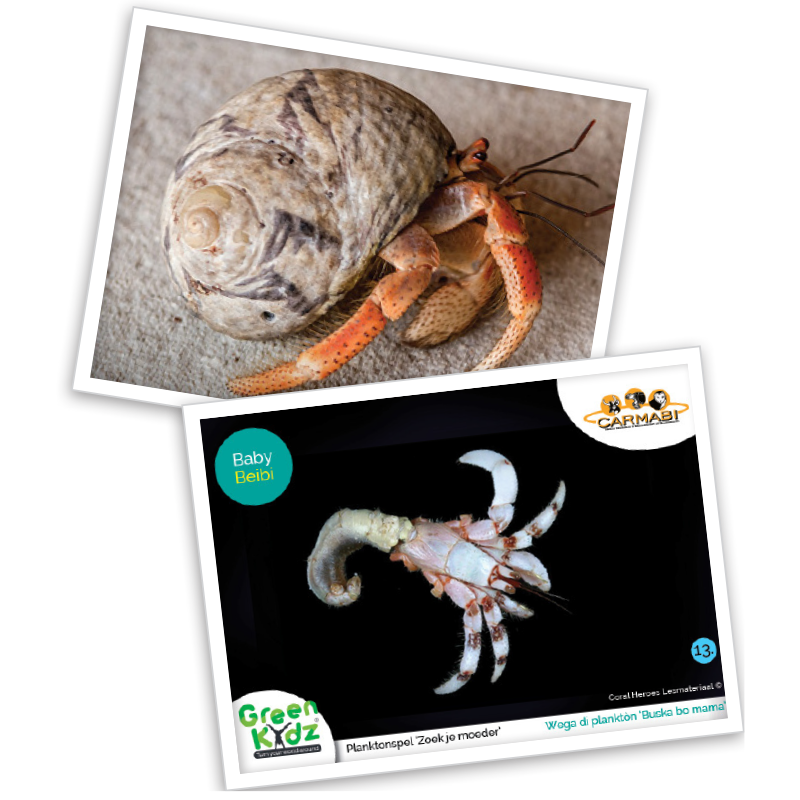 Baby
Beibi
CARMABI
13.
Coral Heroes Lesmateriaal ©
Green
Kidz
®
Planktonspel 'Zoek je moeder'
Wega di planktòn 'Buska bo mama'